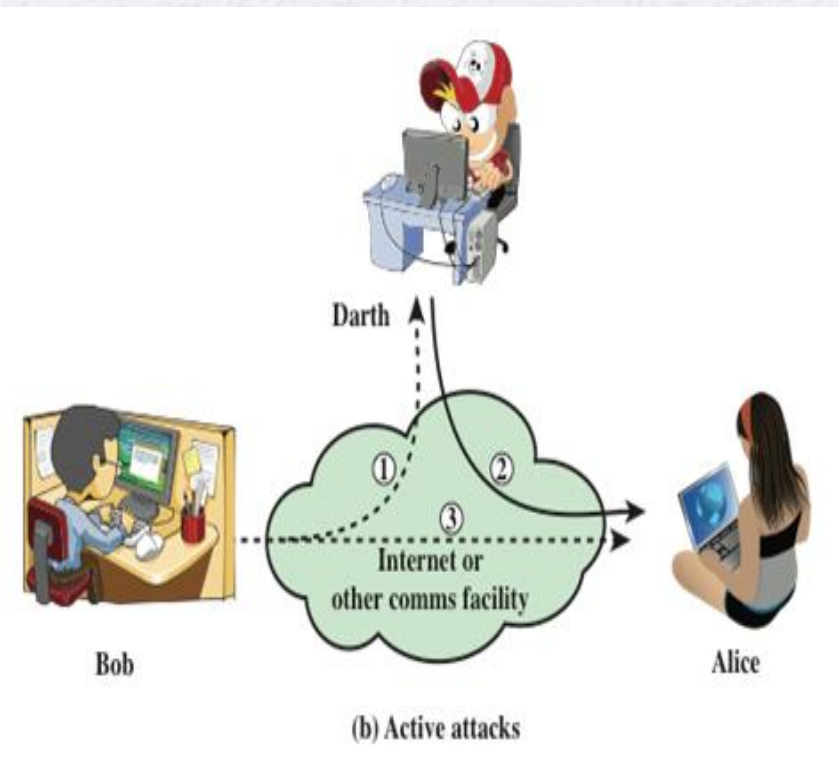 Darth
1
2
3
Internet or
other comms facility
Bob
Alice
(b) Active attacks